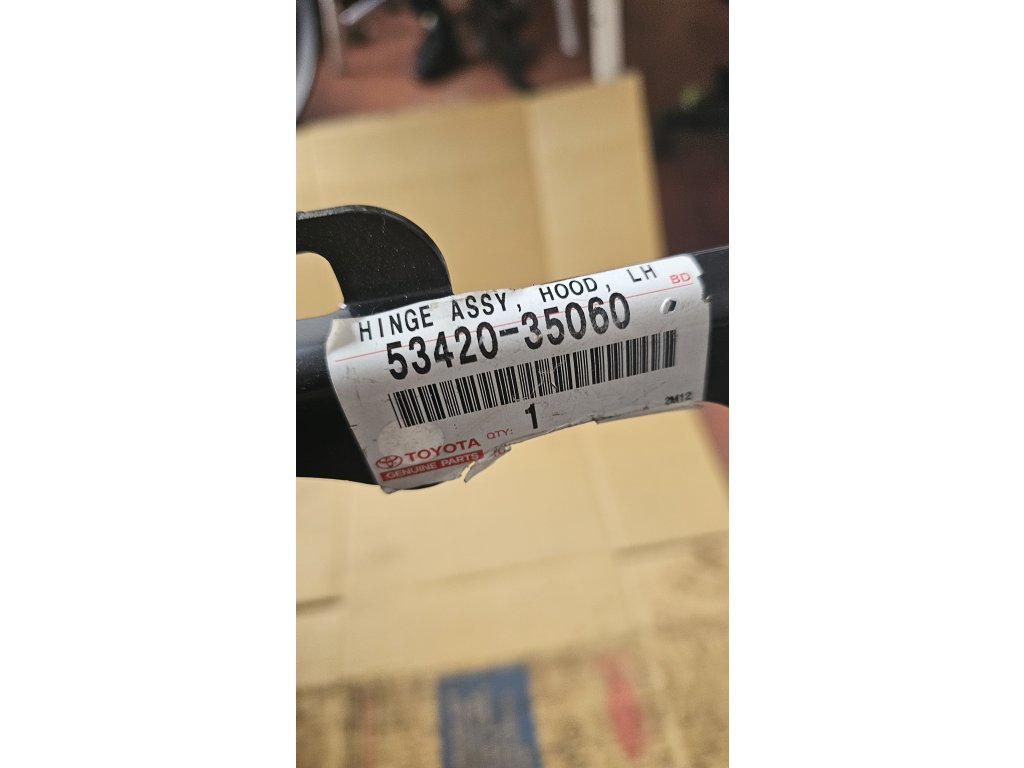 HINGE ASSY, HOOD, LH
BD
53420-35060
QTY: 1
2M12
TOYOTA
GENUINE PARTS